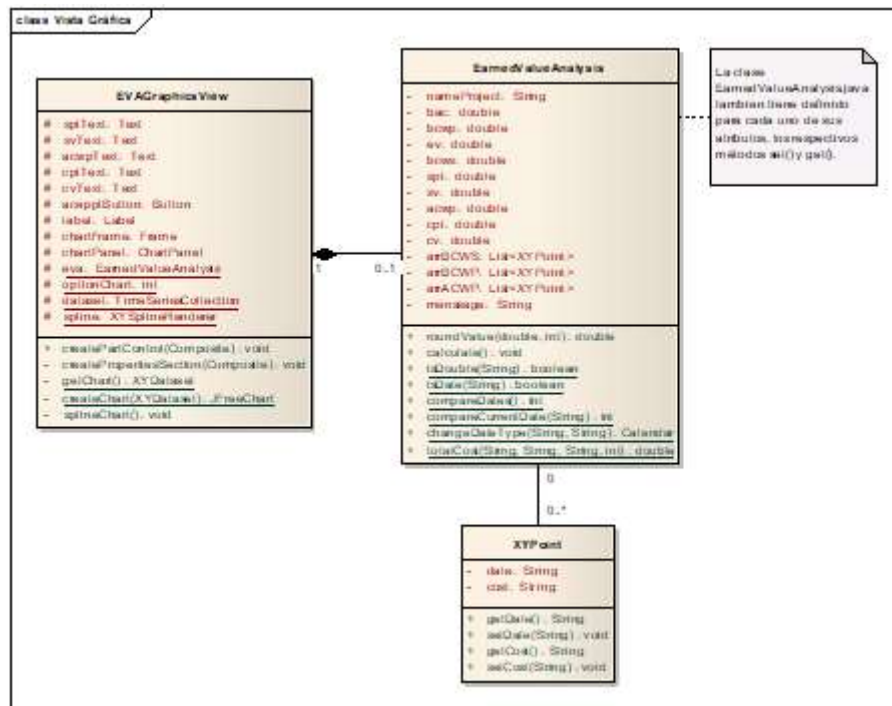 class Vista Gráfica
EVAGraphicsView
# spiText: Text
# svText: Text
# acwpText: Text
# cpiText: Text
# cvText: Text
# aceppButton: Button
# label: Label
# chartFrame: Frame
# chartPanel: ChartPanel
# eva: EarnedValueAnalysis
# optionChart: int
# dataset: TimeSeriesCollection
# spline: XYSplineRenderer
+ createPartControl(Composite): void
- createPropertiesSection(Composite): void
- getChart(): XYDataset
- createChart(XYDataset): JFreeChart
- splineChart(): void
1
0..1
EarnedValueAnalysis
- nameProject: String
- bac: double
- bcwp: double
- ev: double
- bcws: double
- spi: double
- sv: double
- acwp: double
- cpi: double
- cv: double
- arrBCWS: List<XYPoint>
- arrBCWP: List<XYPoint>
- arrACWP: List<XYPoint>
- message: String
+ roundValue(double, int): double
+ calculate(): void
+ isDouble(String): boolean
+ isDate(String): boolean
+ compareDates(): int
+ compareCurrentDate(String): int
+ changeDateType(String, String): Calendar
+ totalCost(String, String, String, int): double
La clase
EarnedValueAnalysis.java
tambien tiene definido
para cada uno de sus
atributos, los respectivos
métodos set() y get().
0
0..*
XYPoint
- date: String
- cost: String
+ getDate(): String
+ setDate(String): void
+ getCost(): String
+ setCost(String): void